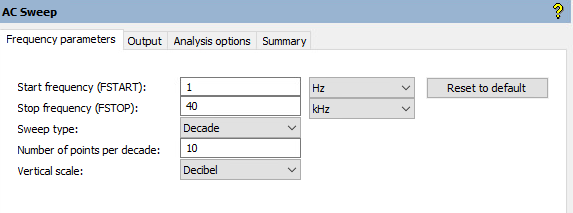 AC Sweep ?
Frequency parameters Output Analysis options Summary
Start frequency (FSTART): 1 Hz Reset to default
Stop frequency (FSTOP): 40 kHz
Sweep type: Decade
Number of points per decade: 10
Vertical scale: Decibel